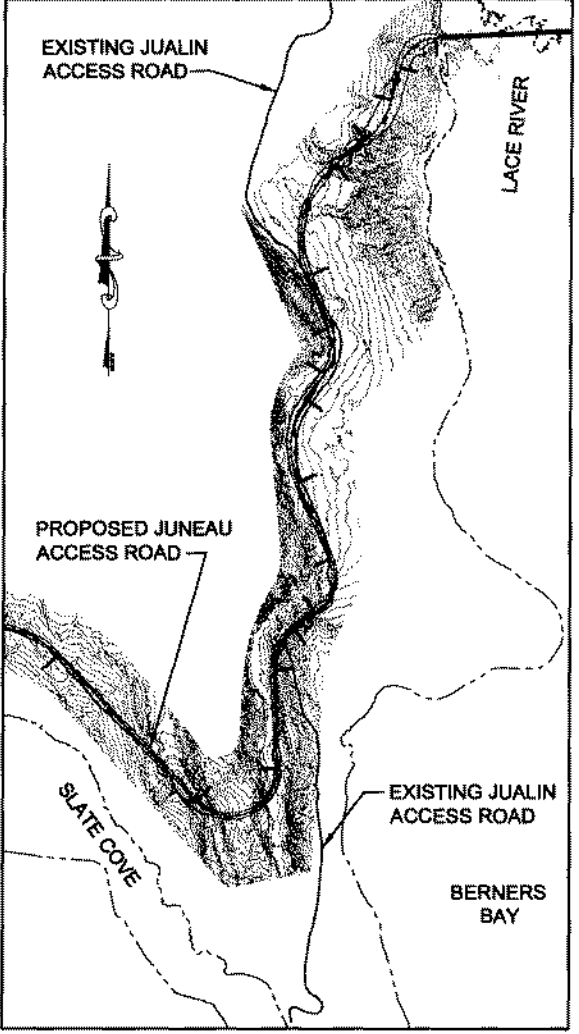 EXISTING JUALIN
ACCESS ROAD
LACE RIVER
PROPOSED JUNEAU
ACCESS ROAD
SLATE COVE
EXISTING JUALIN
ACCESS ROAD
BERNERS
BAY